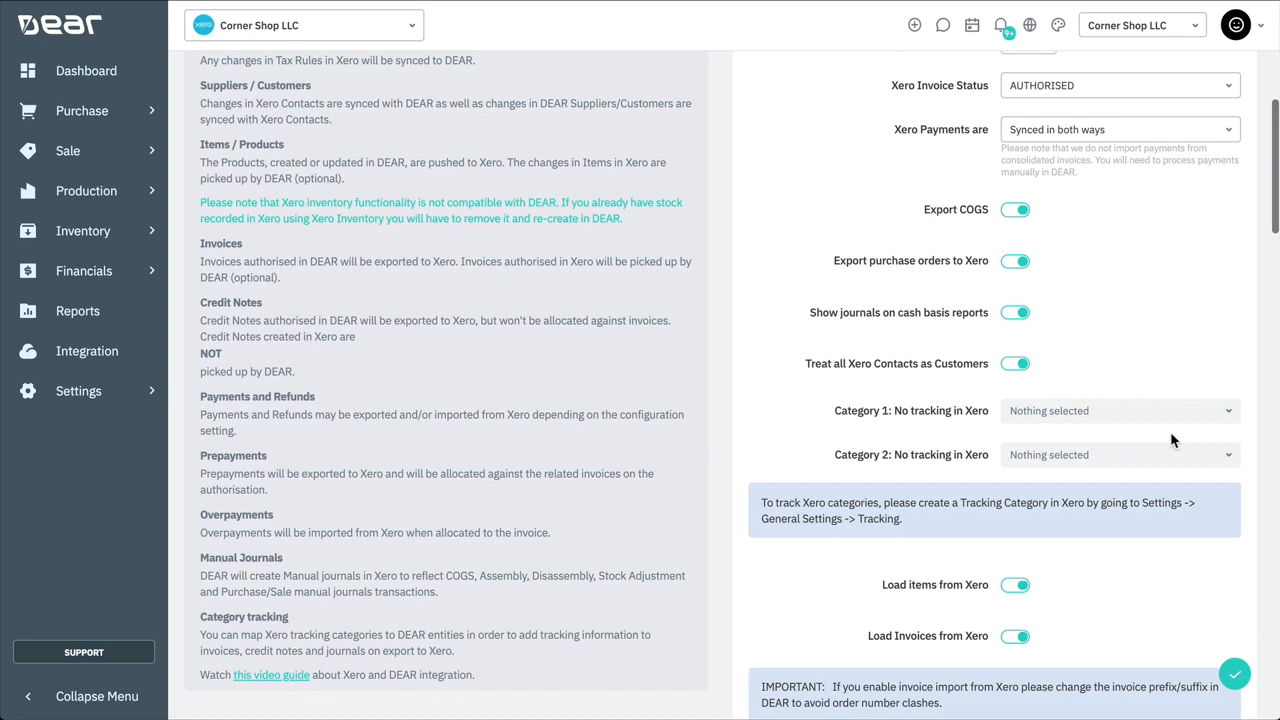 DEAR
xero
Corner Shop LLC
9+
Corner Shop LLC
Dashboard
Purchase
Sale
Production
Inventory
Financials
Reports
Integration
Settings
SUPPORT
Collapse Menu
Any changes in Tax Rules in Xero will be synced to DEAR.
Suppliers / Customers
Changes in Xero Contacts are synced with DEAR as well as changes in DEAR Suppliers/Customers are
synced with Xero Contacts.
Items / Products
The Products, created or updated in DEAR, are pushed to Xero. The changes in Items in Xero are
picked up by DEAR (optional).
Please note that Xero inventory functionality is not compatible with DEAR. If you already have stock
recorded in Xero using Xero Inventory you will have to remove it and re-create in DEAR.
Invoices
Invoices authorised in DEAR will be exported to Xero. Invoices authorised in Xero will be picked up by
DEAR (optional).
Credit Notes
Credit Notes authorised in DEAR will be exported to Xero, but won't be allocated against invoices.
Credit Notes created in Xero are
NOT
picked up by DEAR.
Payments and Refunds
Payments and Refunds may be exported and/or imported from Xero depending on the configuration
setting.
Prepayments
Prepayments will be exported to Xero and will be allocated against the related invoices on the
authorisation.
Overpayments
Overpayments will be imported from Xero when allocated to the invoice.
Manual Journals
DEAR will create Manual journals in Xero to reflect COGS, Assembly, Disassembly, Stock Adjustment
and Purchase/Sale manual journals transactions.
Category tracking
You can map Xero tracking categories to DEAR entities in order to add tracking information to
invoices, credit notes and journals on export to Xero.
Watch this video guide about Xero and DEAR integration.
Xero Invoice Status
AUTHORISED
Xero Payments are
Synced in both ways
Please note that we do not import payments from
consolidated invoices. You will need to process payments
manually in DEAR.
Export COGS
Export purchase orders to Xero
Show journals on cash basis reports
Treat all Xero Contacts as Customers
Category 1: No tracking in Xero
Nothing selected
Category 2: No tracking in Xero
Nothing selected
To track Xero categories, please create a Tracking Category in Xero by going to Settings ->
General Settings -> Tracking.
Load items from Xero
Load Invoices from Xero
IMPORTANT: If you enable invoice import from Xero please change the invoice prefix/suffix in
DEAR to avoid order number clashes.